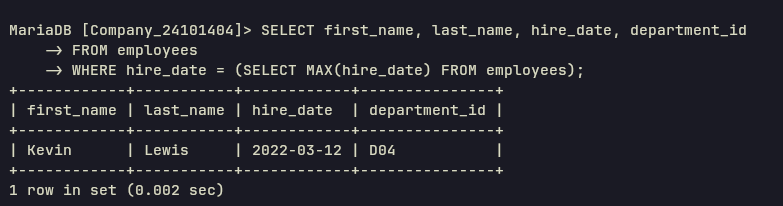 MariaDB [Company_24101404]> SELECT first_name, last_name, hire_date, department_id
    -> FROM employees
    -> WHERE hire_date = (SELECT MAX(hire_date) FROM employees);
+------------+-----------+------------+---------------+
| first_name | last_name | hire_date  | department_id |
+------------+-----------+------------+---------------+
| Kevin      | Lewis     | 2022-03-12 | D04           |
+------------+-----------+------------+---------------+
1 row in set (0.002 sec)